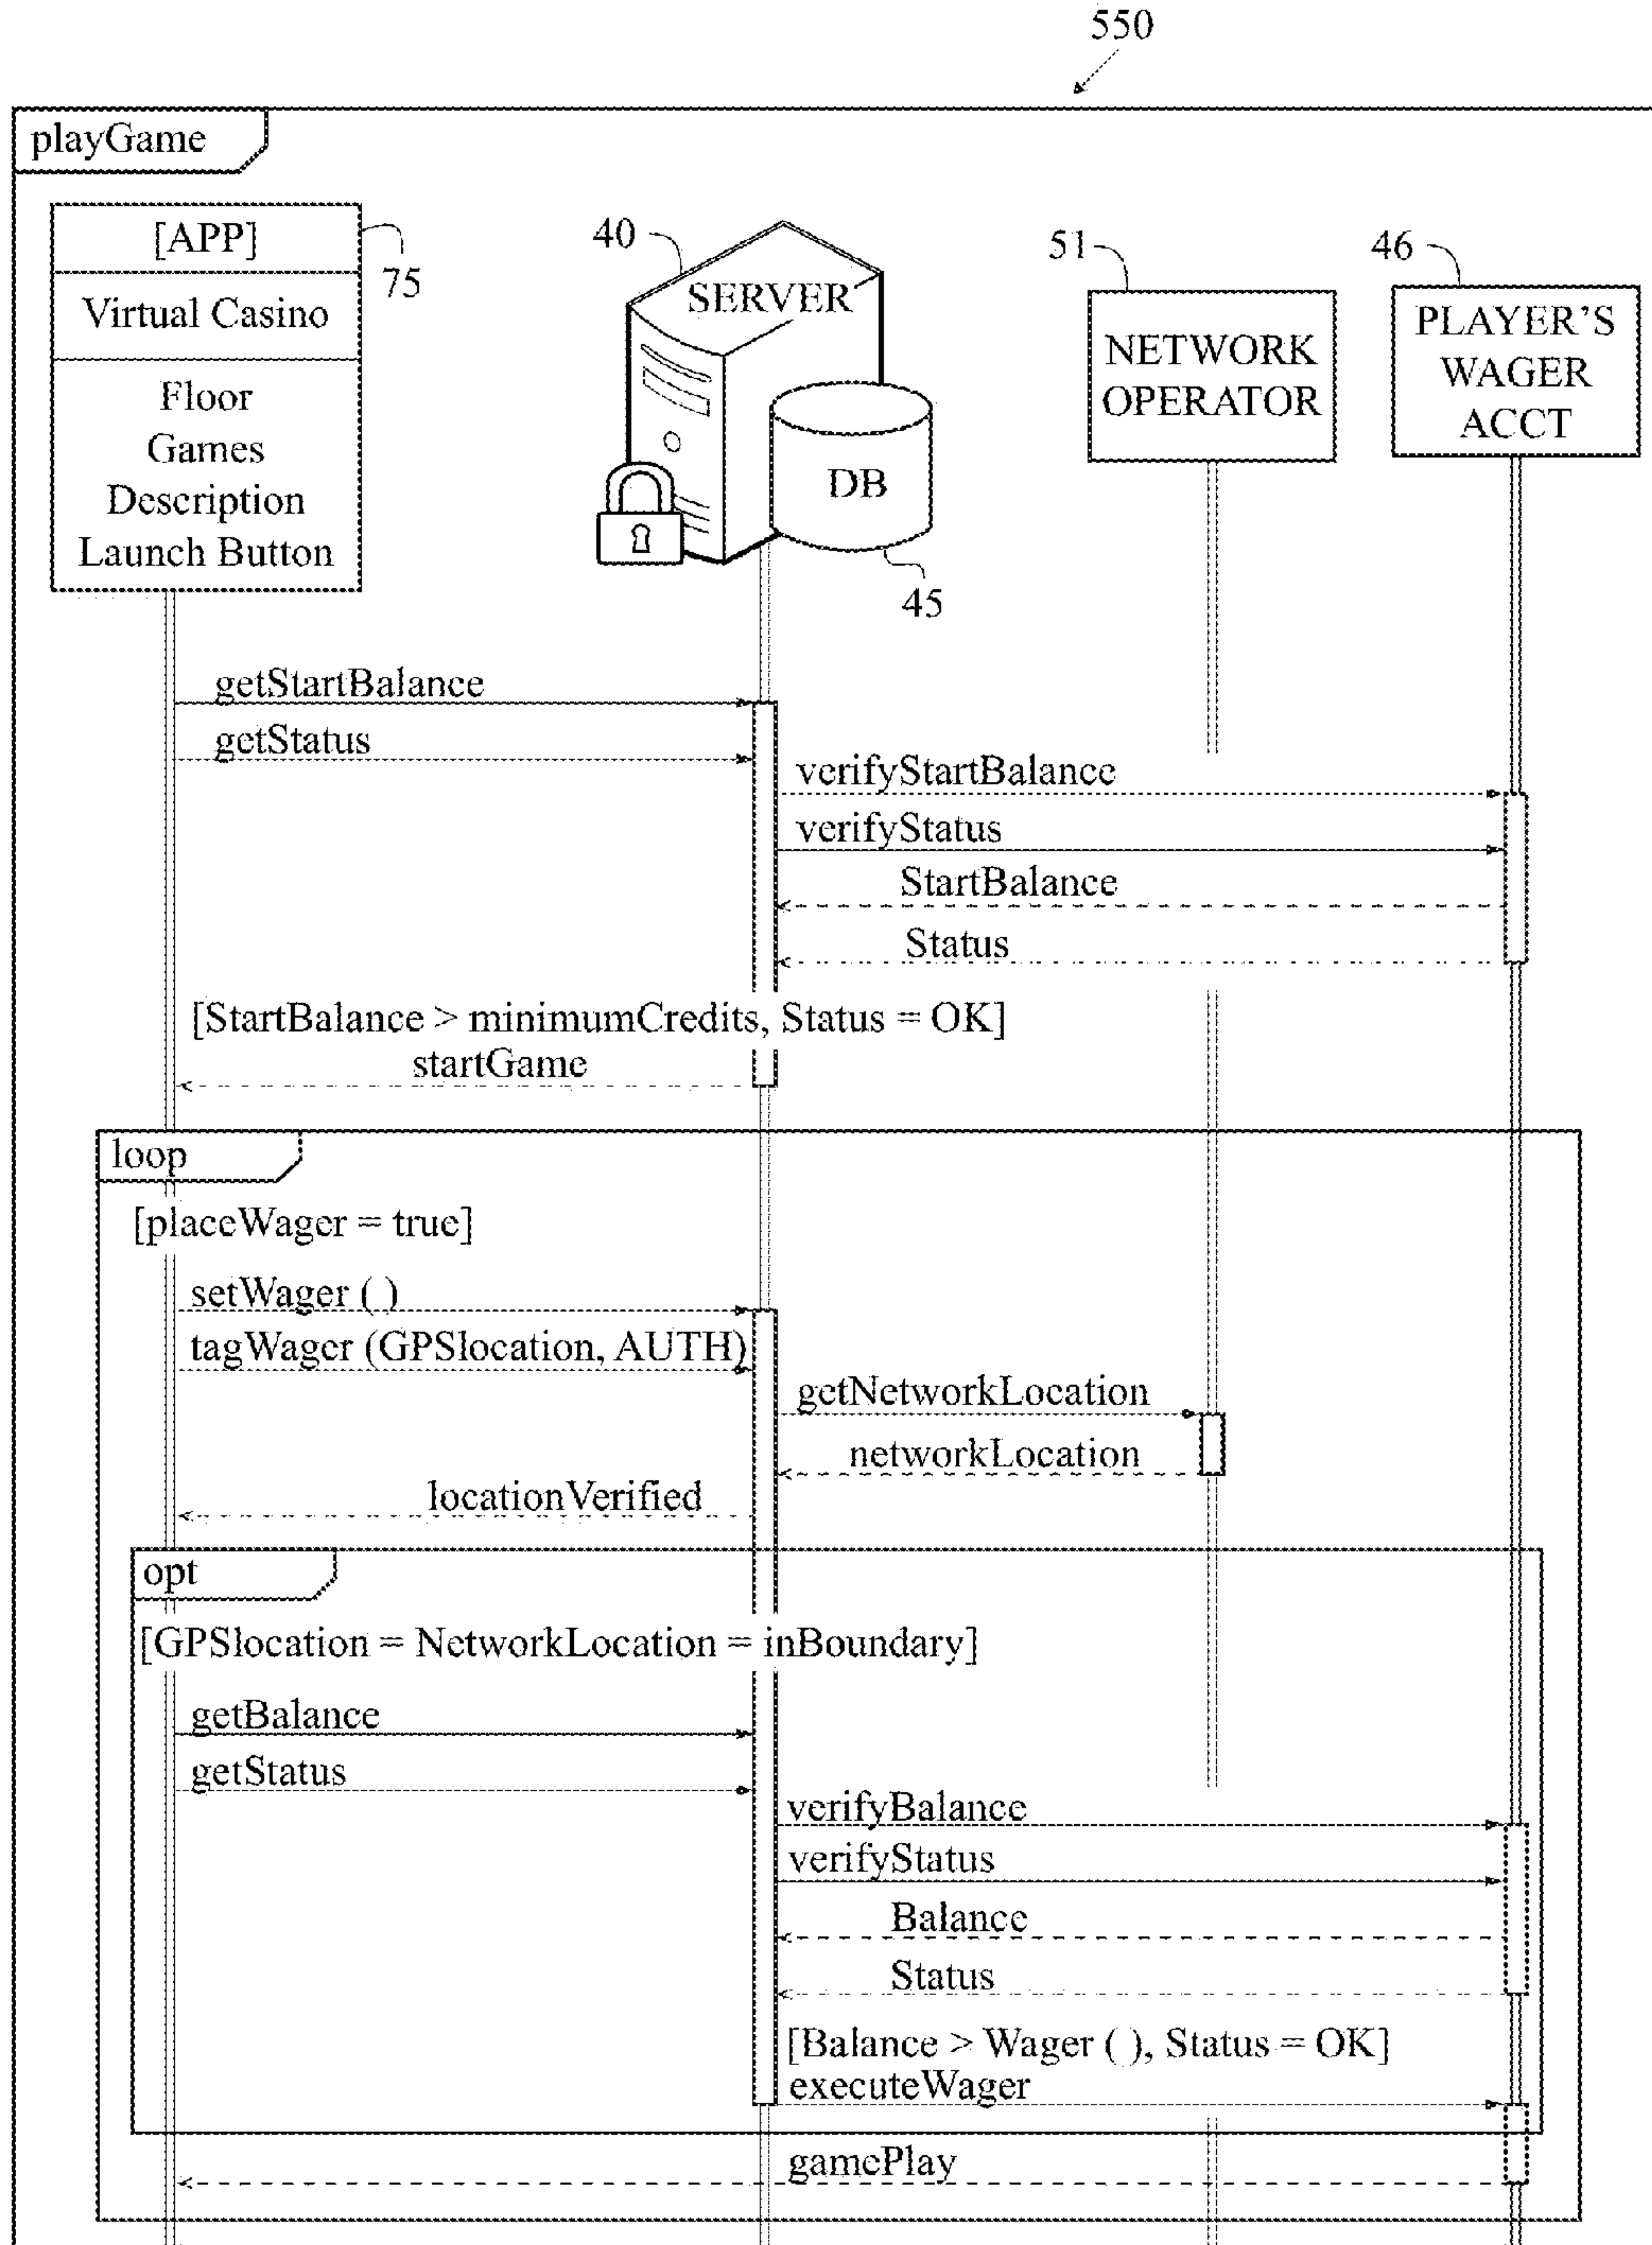 550
playGame
[APP]
75
Virtual Casino
Floor
Games
Description
Launch Button
40
SERVER
DB
45
51
NETWORK
OPERATOR
46
PLAYER'S
WAGER
ACCT
getStartBalance
getStatus
verifyStartBalance
verifyStatus
StartBalance
Status
[StartBalance > minimumCredits, Status = OK]
startGame
loop
[placeWager = true]
setWager ( )
tagWager (GPSlocation, AUTH)
getNetworkLocation
networkLocation
locationVerified
opt
[GPSlocation = NetworkLocation = inBoundary]
getBalance
getStatus
verifyBalance
verifyStatus
Balance
Status
[Balance > Wager ( ), Status = OK]
executeWager
gamePlay